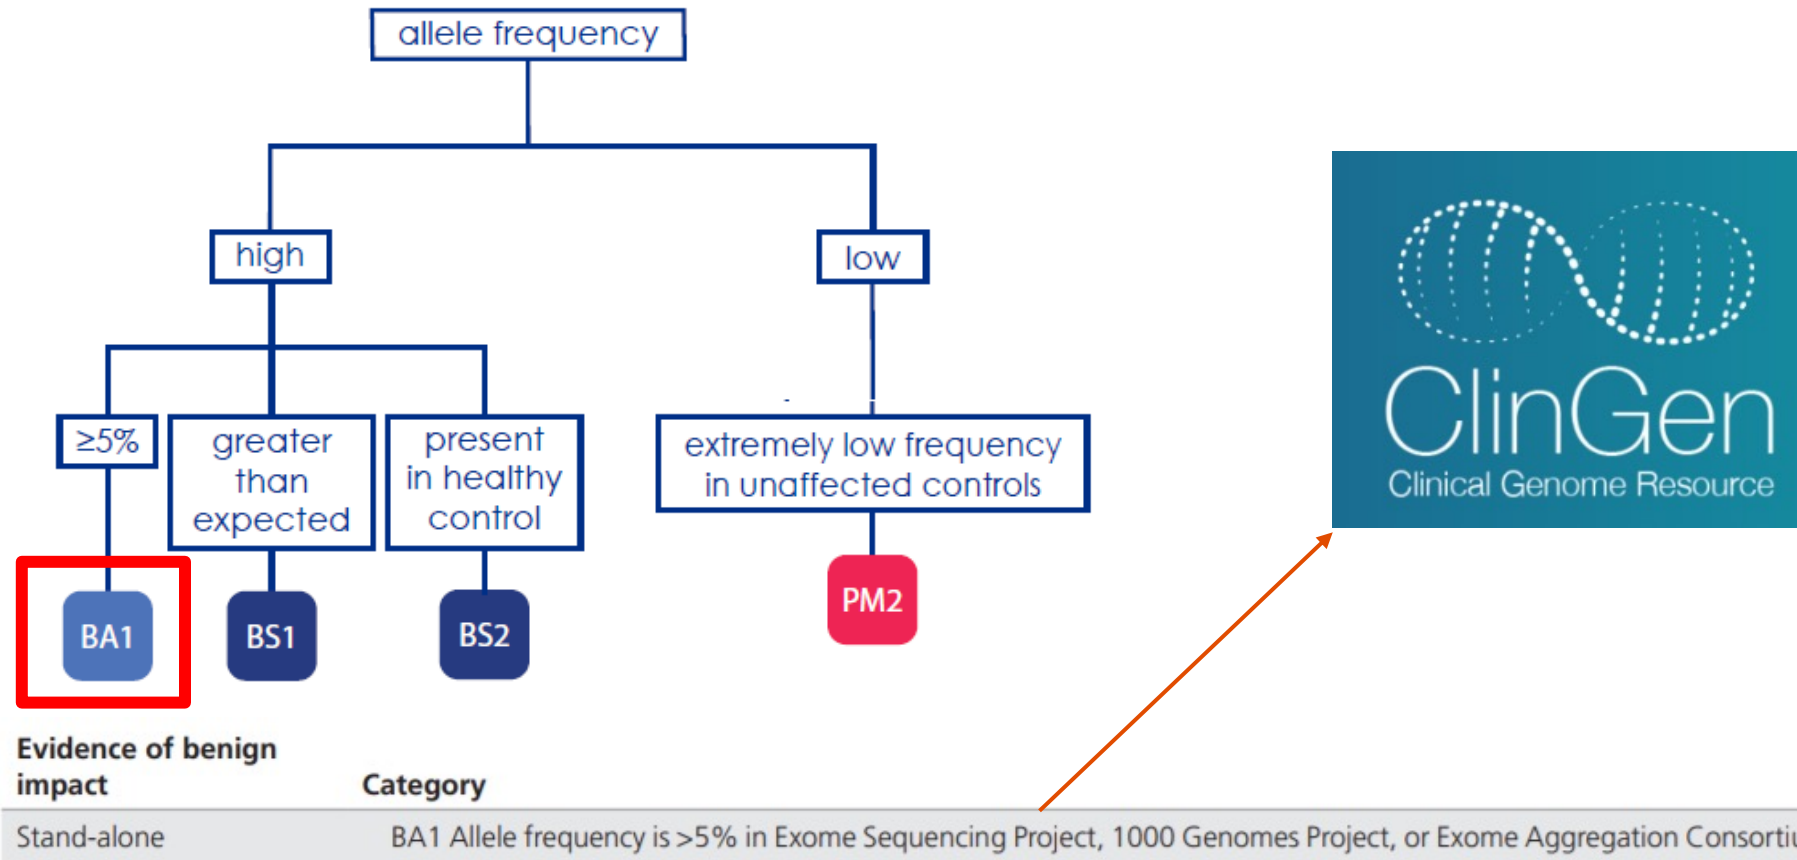 allele frequency
high
low
≥5%
greater
than
expected
present
in healthy
control
extremely low frequency
in unaffected controls
BA1
BS1
BS2
PM2
ClinGen
Clinical Genome Resource
Evidence of benign
impact
Category
Stand-alone
BA1 Allele frequency is >5% in Exome Sequencing Project, 1000 Genomes Project, or Exome Aggregation